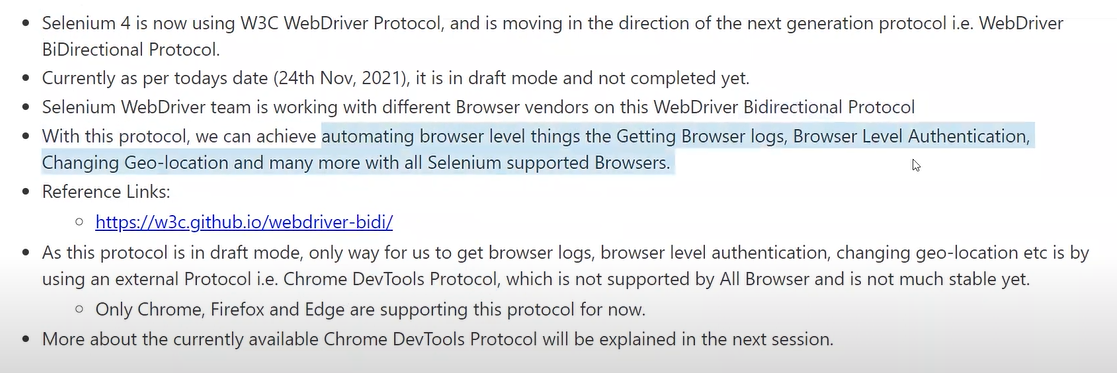 Selenium 4 is now using W3C WebDriver Protocol, and is moving in the direction of the next generation protocol i.e. WebDriver
BiDirectional Protocol.
Currently as per todays date (24th Nov, 2021), it is in draft mode and not completed yet.
Selenium WebDriver team is working with different Browser vendors on this WebDriver Bidirectional Protocol
With this protocol, we can achieve automating browser level things the Getting Browser logs, Browser Level Authentication,
Changing Geo-location and many more with all Selenium supported Browsers.
Reference Links:
https://w3c.github.io/webdriver-bidi/
As this protocol is in draft mode, only way for us to get browser logs, browser level authentication, changing geo-location etc is by
using an external Protocol i.e. Chrome DevTools Protocol, which is not supported by All Browser and is not much stable yet.
Only Chrome, Firefox and Edge are supporting this protocol for now.
More about the currently available Chrome DevTools Protocol will be explained in the next session.